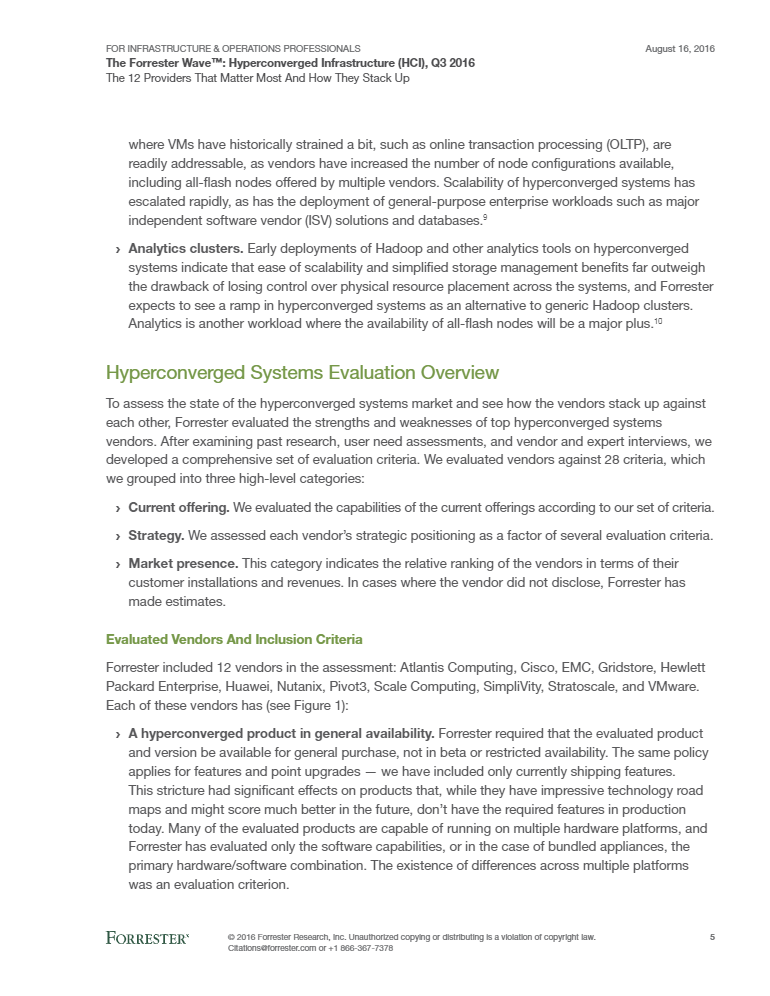 FOR INFRASTRUCTURE & OPERATIONS PROFESSIONALS
August 16, 2016
The Forrester Wave™: Hyperconverged Infrastructure (HCI), Q3 2016
The 12 Providers That Matter Most And How They Stack Up
where VMs have historically strained a bit, such as online transaction processing (OLTP), are
readily addressable, as vendors have increased the number of node configurations available,
including all-flash nodes offered by multiple vendors. Scalability of hyperconverged systems has
escalated rapidly, as has the deployment of general-purpose enterprise workloads such as major
independent software vendor (ISV) solutions and databases.9
› Analytics clusters. Early deployments of Hadoop and other analytics tools on hyperconverged
systems indicate that ease of scalability and simplified storage management benefits far outweigh
the drawback of losing control over physical resource placement across the systems, and Forrester
expects to see a ramp in hyperconverged systems as an alternative to generic Hadoop clusters.
Analytics is another workload where the availability of all-flash nodes will be a major plus.10
Hyperconverged Systems Evaluation Overview
To assess the state of the hyperconverged systems market and see how the vendors stack up against
each other, Forrester evaluated the strengths and weaknesses of top hyperconverged systems
vendors. After examining past research, user need assessments, and vendor and expert interviews, we
developed a comprehensive set of evaluation criteria. We evaluated vendors against 28 criteria, which
we grouped into three high-level categories:
› Current offering. We evaluated the capabilities of the current offerings according to our set of criteria.
› Strategy. We assessed each vendor's strategic positioning as a factor of several evaluation criteria.
› Market presence. This category indicates the relative ranking of the vendors in terms of their
customer installations and revenues. In cases where the vendor did not disclose, Forrester has
made estimates.
Evaluated Vendors And Inclusion Criteria
Forrester included 12 vendors in the assessment: Atlantis Computing, Cisco, EMC, Gridstore, Hewlett
Packard Enterprise, Huawei, Nutanix, Pivot3, Scale Computing, SimpliVity, Stratoscale, and VMware.
Each of these vendors has (see Figure 1):
› A hyperconverged product in general availability. Forrester required that the evaluated product
and version be available for general purchase, not in beta or restricted availability. The same policy
applies for features and point upgrades — we have included only currently shipping features.
This stricture had significant effects on products that, while they have impressive technology road
maps and might score much better in the future, don't have the required features in production
today. Many of the evaluated products are capable of running on multiple hardware platforms, and
Forrester has evaluated only the software capabilities, or in the case of bundled appliances, the
primary hardware/software combination. The existence of differences across multiple platforms
was an evaluation criterion.
FORRESTER
© 2016 Forrester Research, Inc. Unauthorized copying or distributing is a violation of copyright law.
Citations@forrester.com or +1 866-367-7378
5